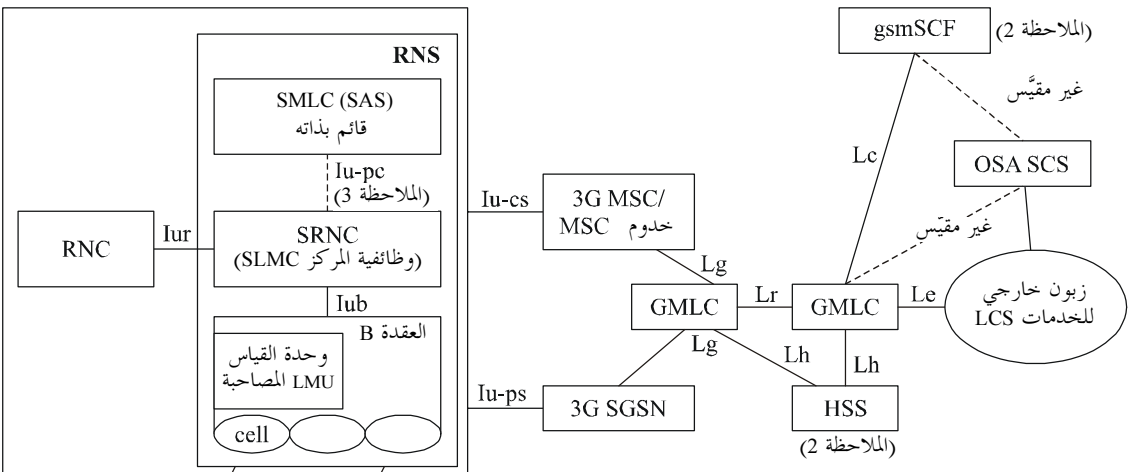 gsmSCF
(الملاحظة 2)
RNS
SMLC (SAS)
قائم بذاته
غير مقيَّس
Lc
OSA SCS
Iu-pc
(الملاحظة 3)
Iu-cs
3G MSC/
خدوم MSC
RNC
Iur
SRNC
(وظائفية المركز SLMC)
غير مقيّس
Lg
Iub
GMLC
Lr
GMLC
Le
زبون خارجي
للخدمات LCS
العقدة B
وحدة القياس
LMU المصاحبة
Lg
Lh
Lh
Iu-ps
3G SGSN
HSS
(الملاحظة 2)
cell